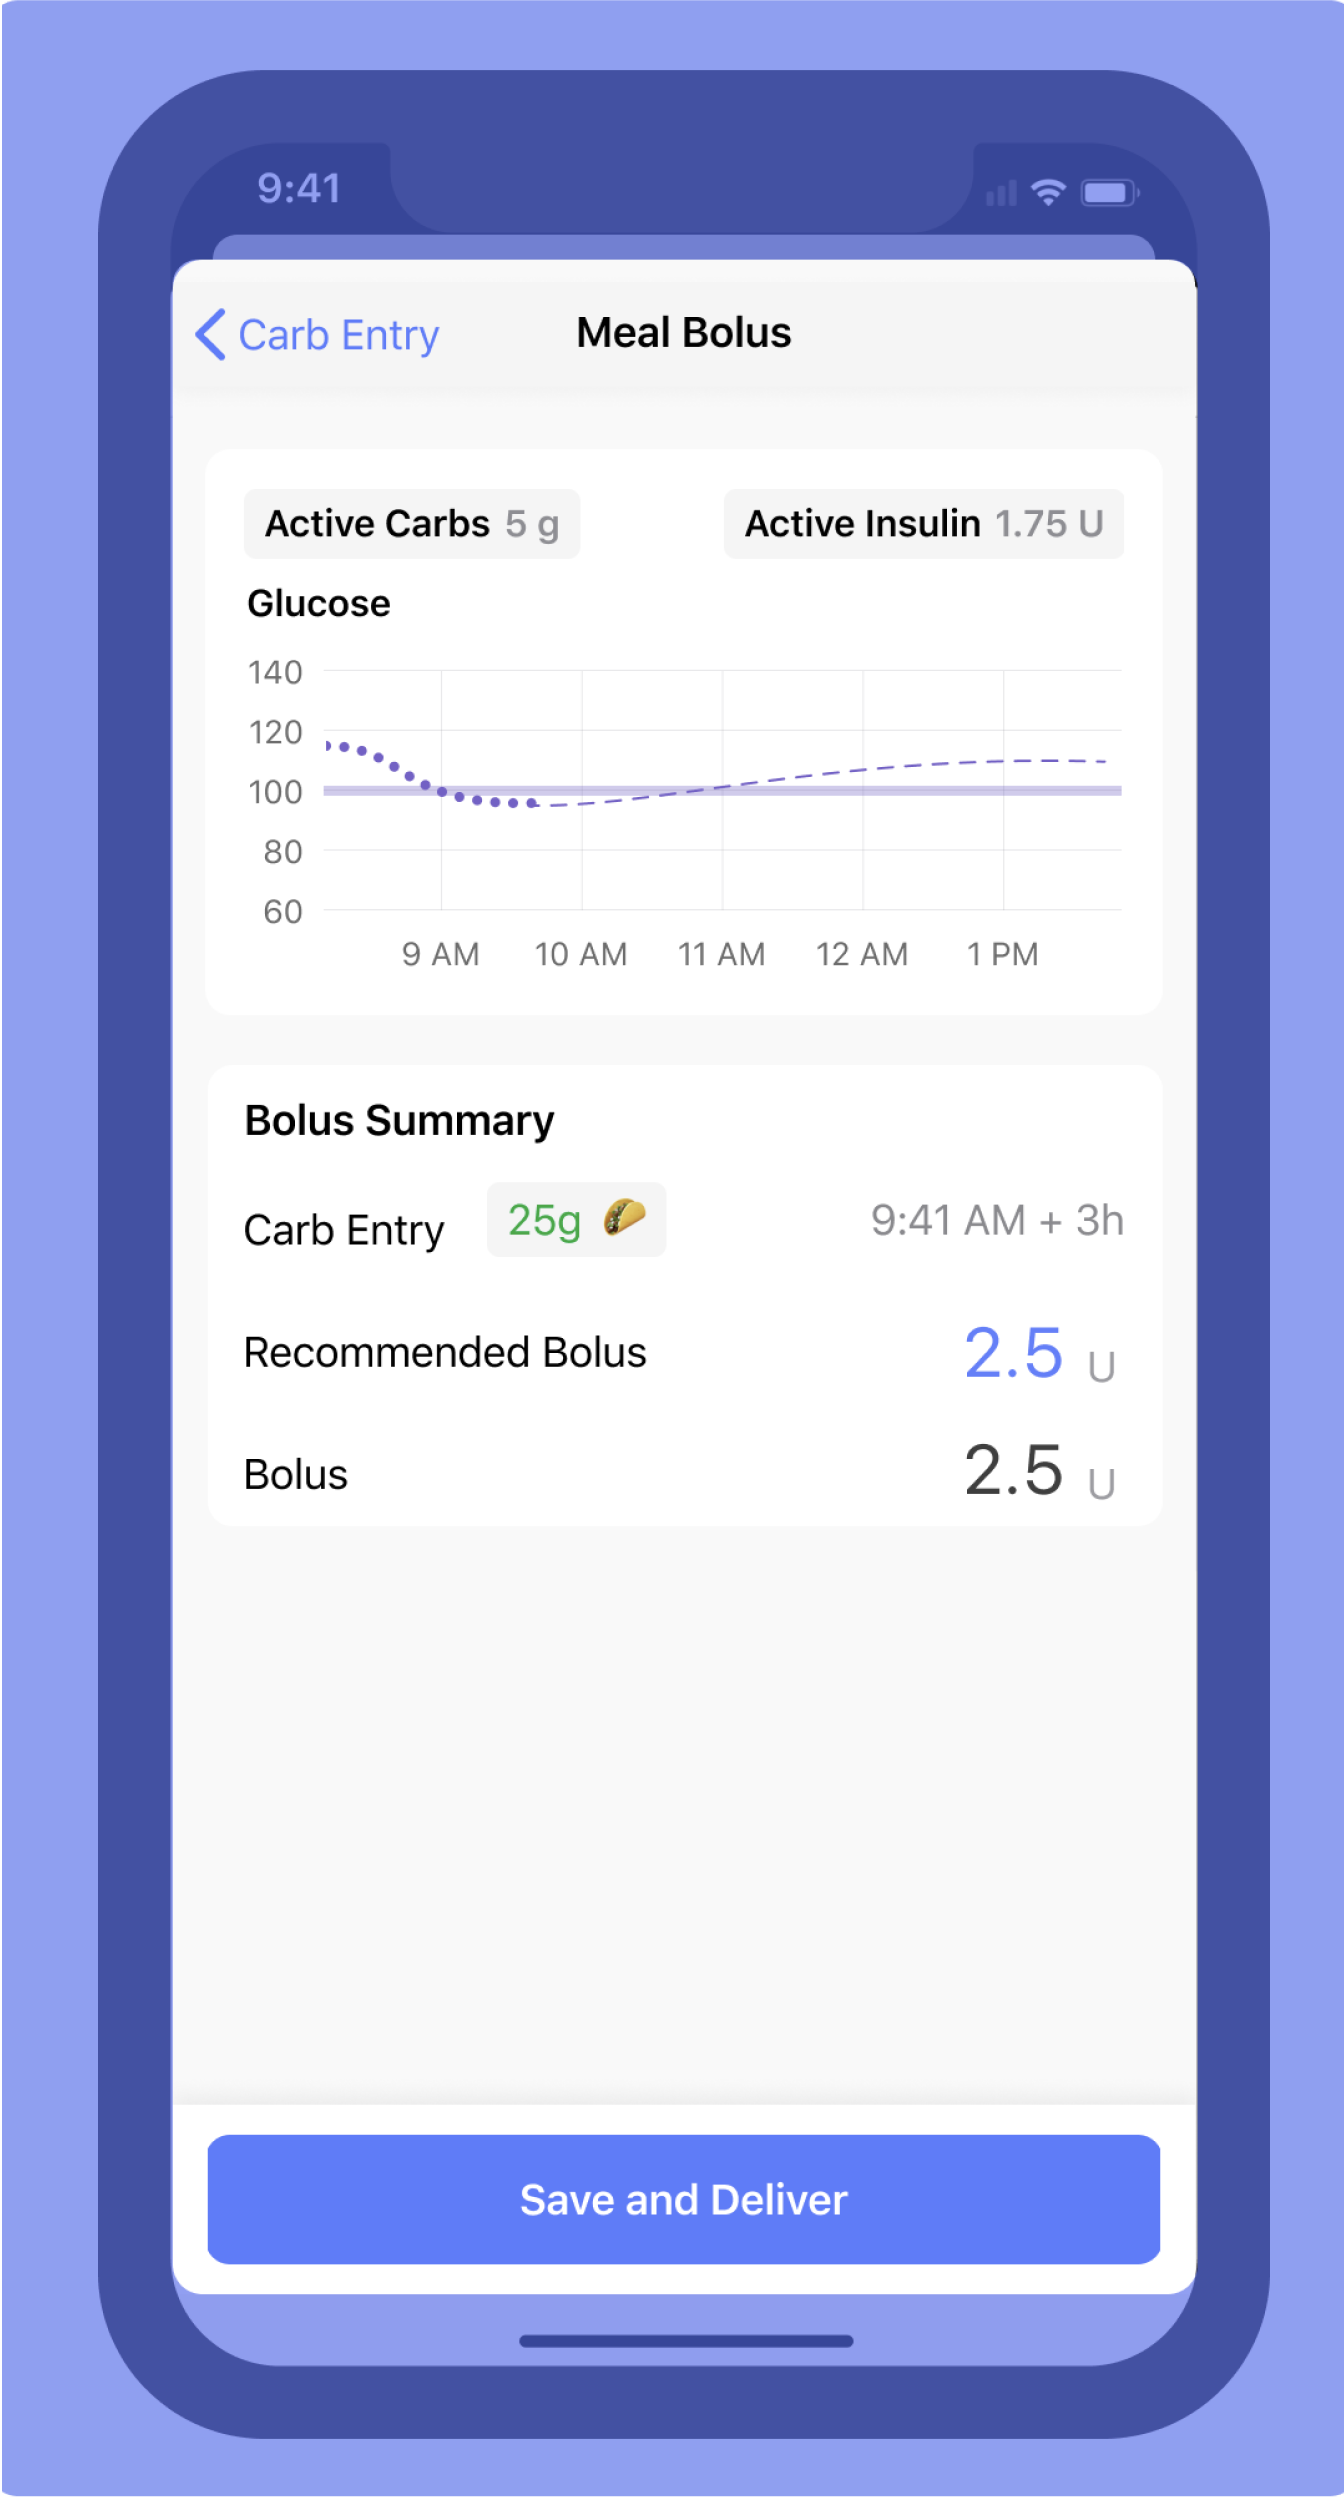 9:41
Carb Entry
Meal Bolus
Active Carbs 5 g
Active Insulin 1.75 U
Glucose
140
120
100
80
60
9 AM
10 AM
11 AM
12 AM
1 PM
Bolus Summary
Carb Entry 25g 9:41 AM + 3h
Recommended Bolus 2.5 U
Bolus 2.5 U
Save and Deliver